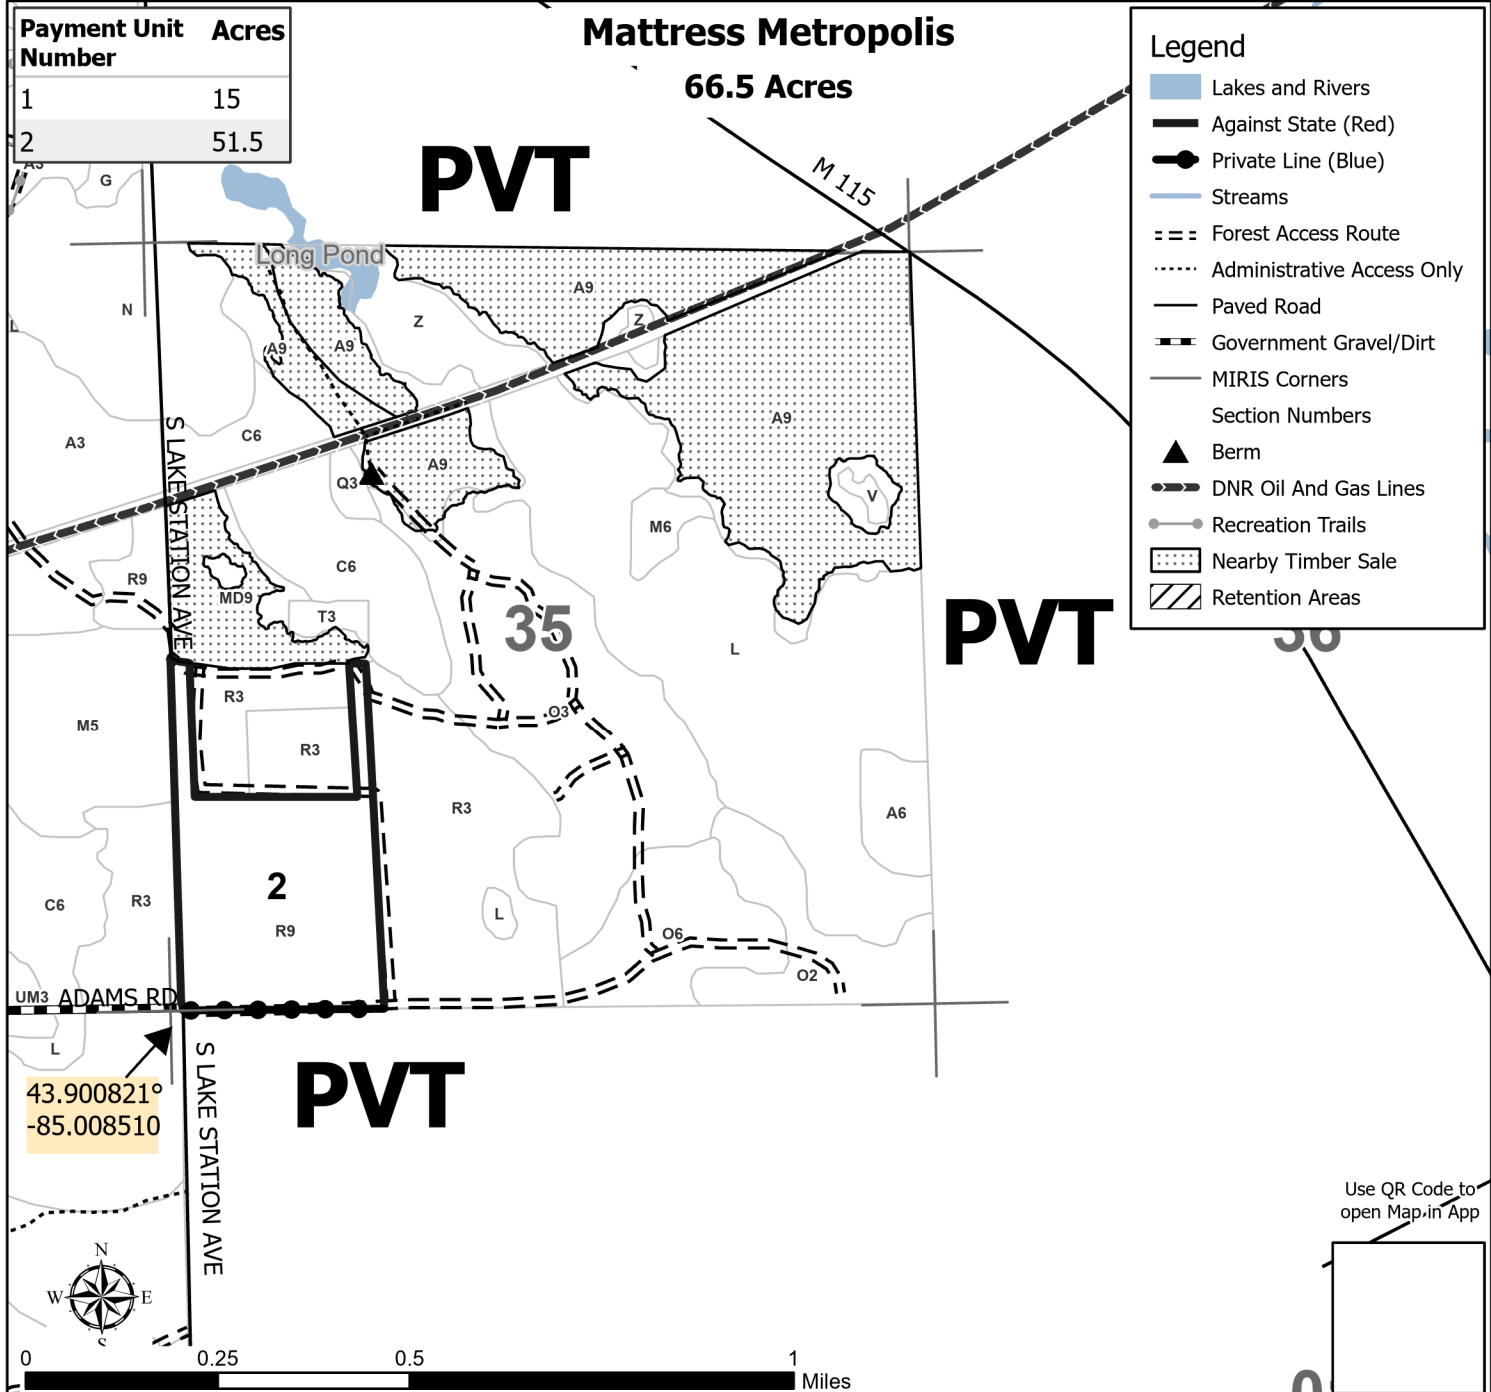 Payment Unit Number Acres
1 15
2 51.5
Mattress Metropolis
66.5 Acres
Legend
Lakes and Rivers
Against State (Red)
Private Line (Blue)
Streams
Forest Access Route
Administrative Access Only
Paved Road
Government Gravel/Dirt
MIRIS Corners
Section Numbers
Berm
DNR Oil And Gas Lines
Recreation Trails
Nearby Timber Sale
Retention Areas
PVT
M 115
A3
G
Long Pond
N
L
Z
A9
Z
A9
A9
A3
C6
S LAKE STATION AVE
A9
A9
Q3
V
M6
C6
R9
MD9
T3
35
PVT
36
L
R3
M5
O3
R3
R3
A6
2
C6
R3
R9
L
O6
O2
UM3
ADAMS RD
L
S LAKE STATION AVE
43.900821°
-85.008510
PVT
Use QR Code to
open Map in App
N
W E
S
0 0.25 0.5 1
Miles